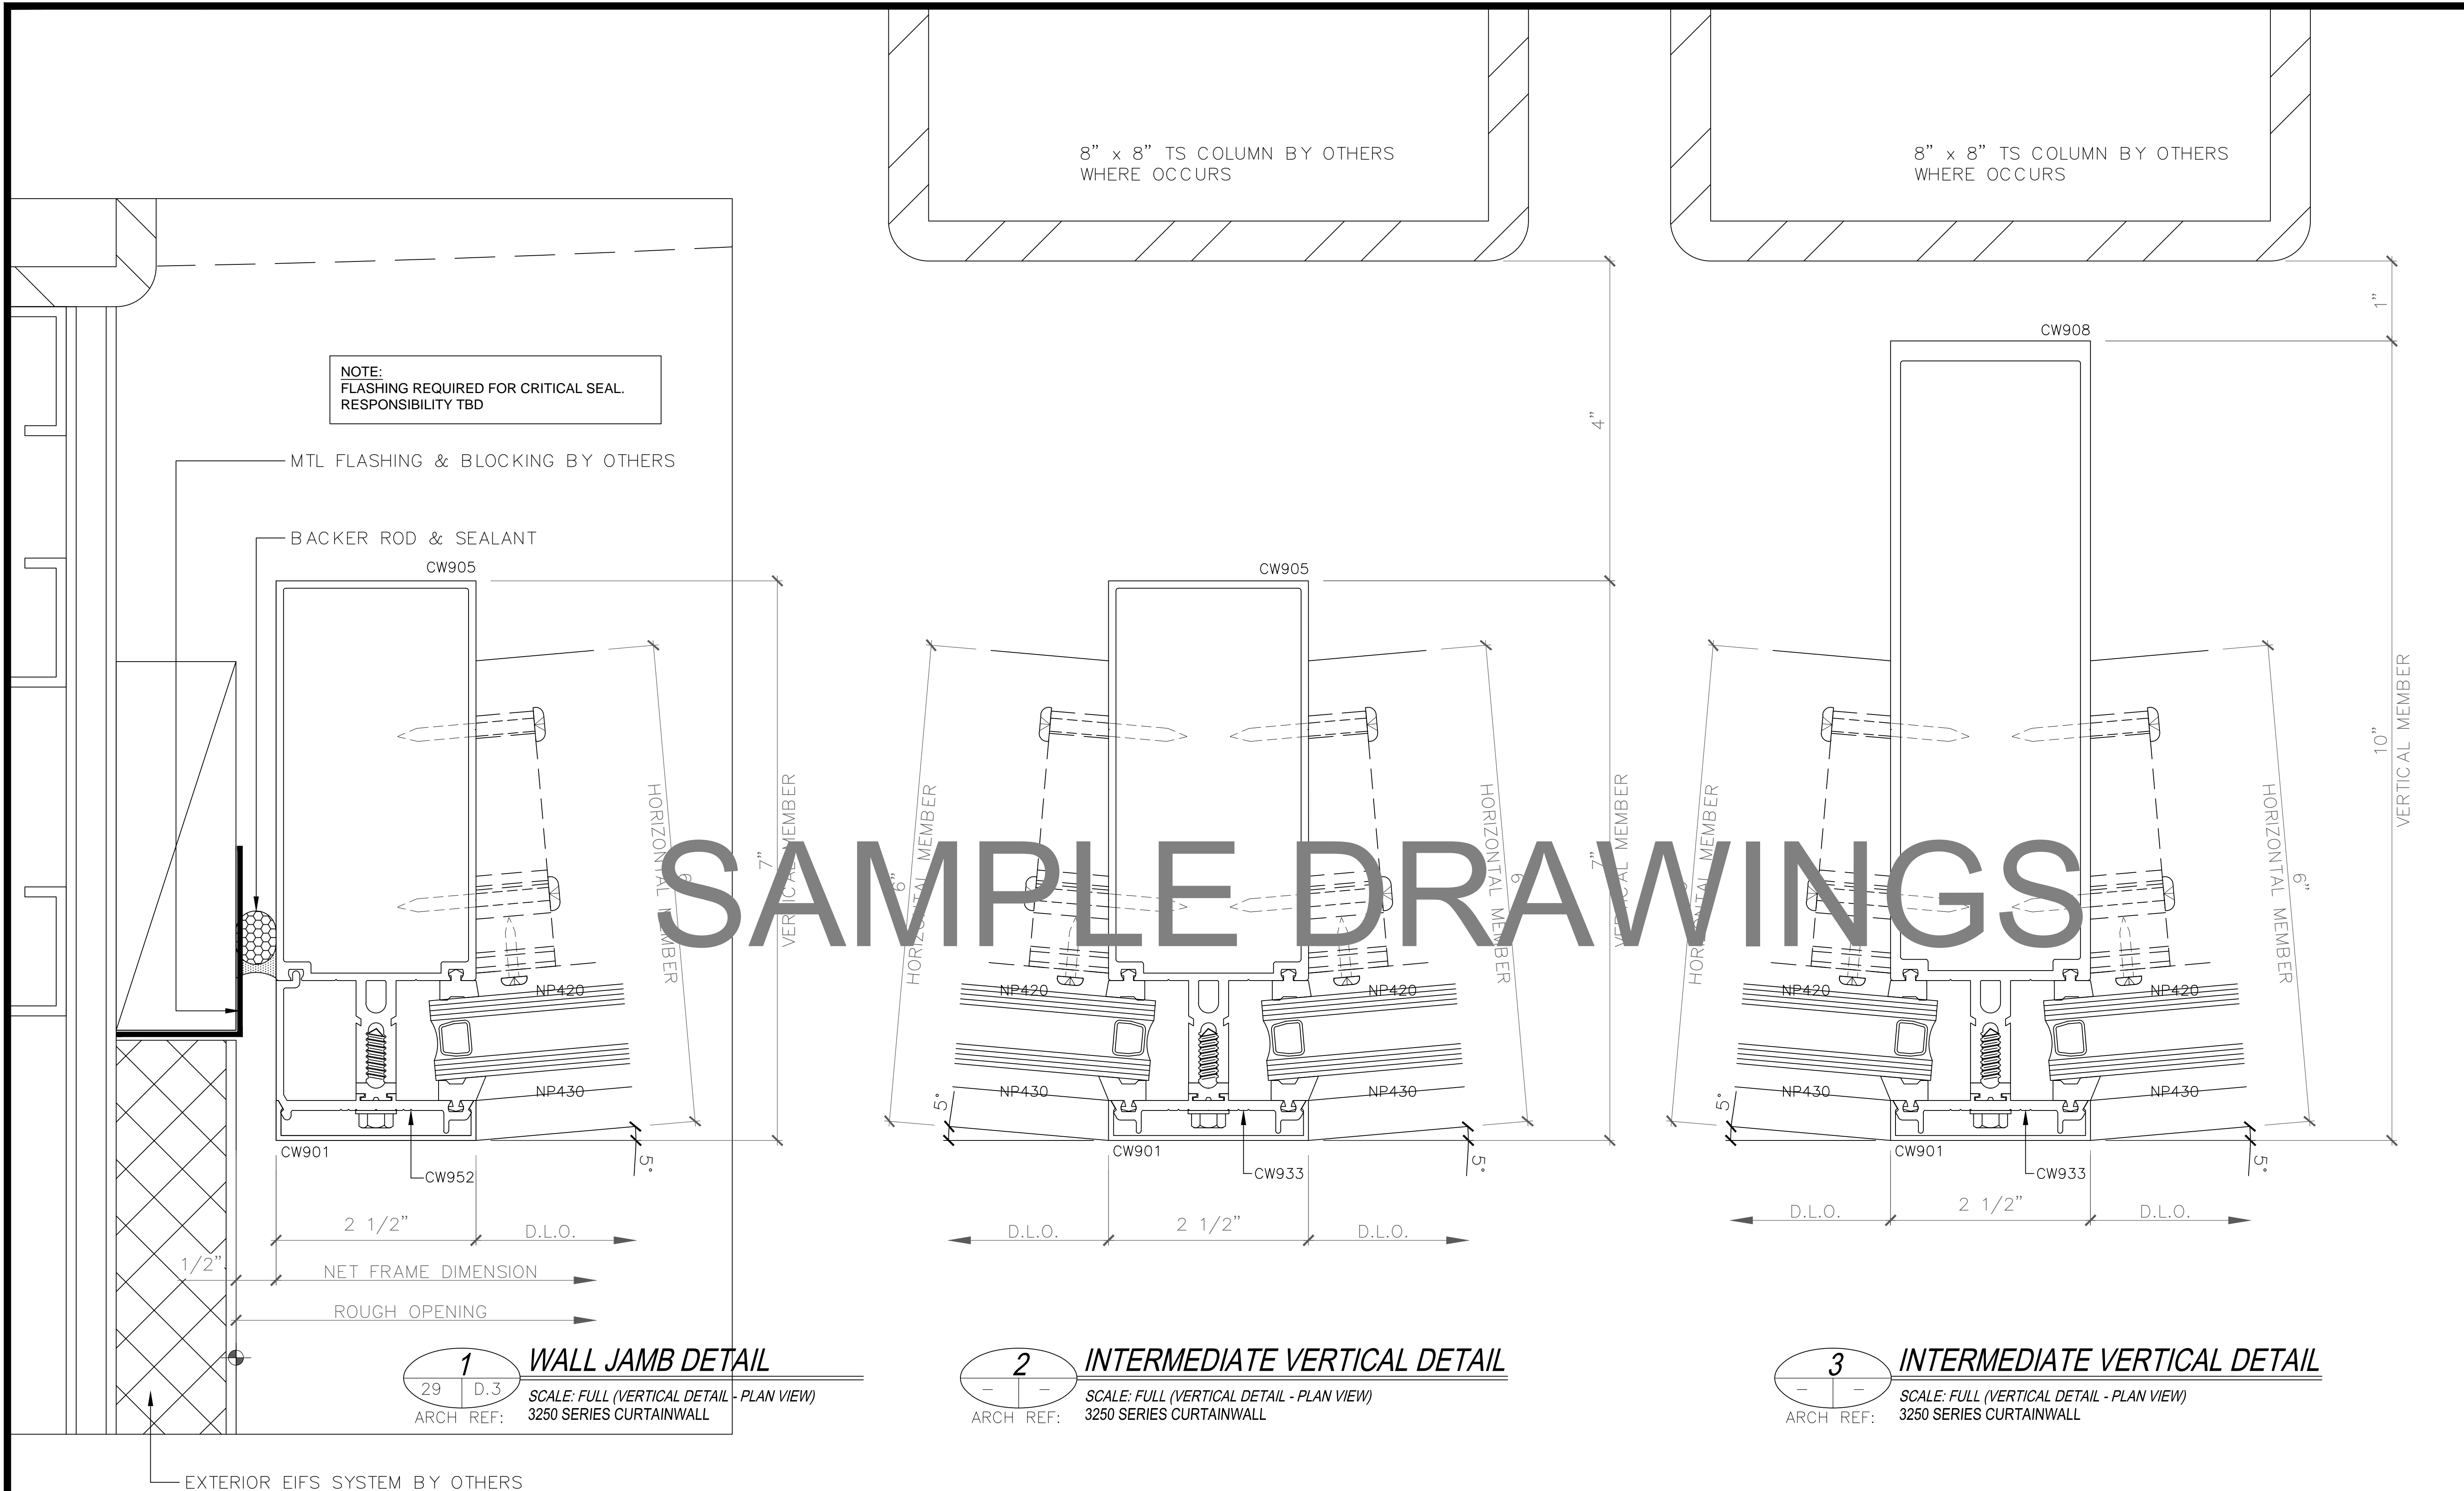 8" x 8" TS COLUMN BY OTHERS
WHERE OCCURS
8" x 8" TS COLUMN BY OTHERS
WHERE OCCURS
NOTE:
FLASHING REQUIRED FOR CRITICAL SEAL.
RESPONSIBILITY TBD
MTL FLASHING & BLOCKING BY OTHERS
BACKER ROD & SEALANT
CW905
7"
VERTICAL MEMBER
HORIZONTAL MEMBER
NP420
NP430
5°
CW901
CW952
2 1/2"
D.L.O.
1/2"
NET FRAME DIMENSION
ROUGH OPENING
EXTERIOR EIFS SYSTEM BY OTHERS
1
29 D.3
ARCH REF:
WALL JAMB DETAIL
SCALE: FULL (VERTICAL DETAIL - PLAN VIEW)
3250 SERIES CURTAINWALL
4"
CW905
7"
VERTICAL MEMBER
6"
HORIZONTAL MEMBER
6
HORIZONTAL MEMBER
NP420
NP420
NP430
NP430
5°
5°
CW901
CW933
D.L.O.
2 1/2"
D.L.O.
2
- -
ARCH REF:
INTERMEDIATE VERTICAL DETAIL
SCALE: FULL (VERTICAL DETAIL - PLAN VIEW)
3250 SERIES CURTAINWALL
1"
CW908
10"
VERTICAL MEMBER
HORIZONTAL MEMBER
6"
HORIZONTAL MEMBER
NP420
NP420
NP430
NP430
5°
5°
CW901
CW933
D.L.O.
2 1/2"
D.L.O.
3
- -
ARCH REF:
INTERMEDIATE VERTICAL DETAIL
SCALE: FULL (VERTICAL DETAIL - PLAN VIEW)
3250 SERIES CURTAINWALL
SAMPLE DRAWINGS